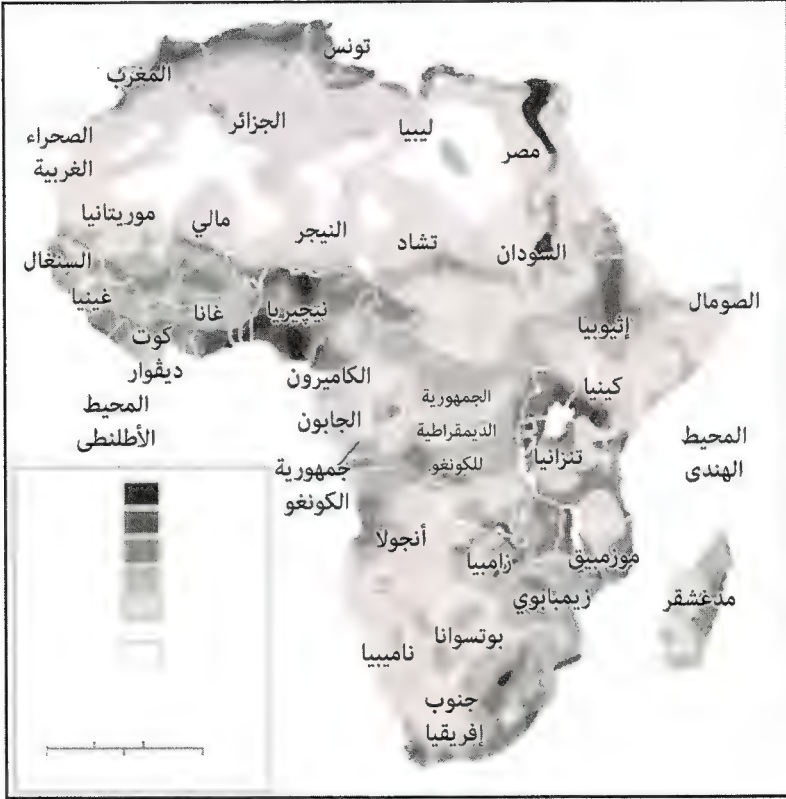 تونس
المغرب
الجزائر
ليبيا
مصر
الصحراء
الغربية
موريتانيا
مالي
النيجر
تشاد
السودان
السنغال
غينيا
غانا
نيچيريا
إثيوبيا
الصومال
كوت
ديڤوار
الكاميرون
الجمهورية
الديمقراطية
للكونغو
كينيا
المحيط
الأطلنطى
الجابون
جمهورية
الكونغو
تنزانيا
المحيط
الهندى
أنجولا
زامبيا
موزمبيق
زيمبابوي
مدغشقر
ناميبيا
بوتسوانا
جنوب
إفريقيا